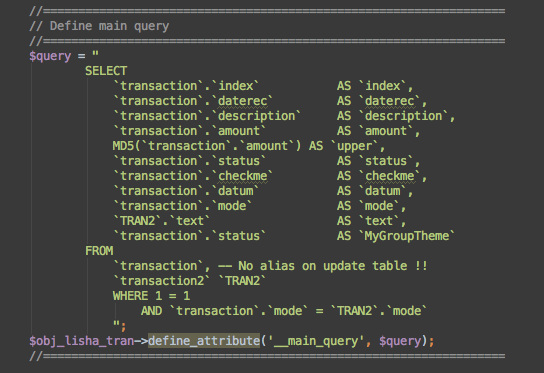 //==================================================================
// Define main query
//==================================================================
$query = "
        SELECT
            `transaction`.`index`           AS `index`,
            `transaction`.`daterec`         AS `daterec`,
            `transaction`.`description`     AS `description`,
            `transaction`.`amount`          AS `amount`,
            MD5(`transaction`.`amount`) AS `upper`,
            `transaction`.`status`          AS `status`,
            `transaction`.`checkme`         AS `checkme`,
            `transaction`.`datum`           AS `datum`,
            `transaction`.`mode`            AS `mode`,
            `TRAN2`.`text`                  AS `text`,
            `transaction`.`status`          AS `MyGroupTheme`
        FROM
            `transaction`, -- No alias on update table !!
            `transaction2` `TRAN2`
            WHERE 1 = 1
                AND `transaction`.`mode` = `TRAN2`.`mode`
            ";
$obj_lisha_tran->define_attribute('__main_query', $query);
//==================================================================